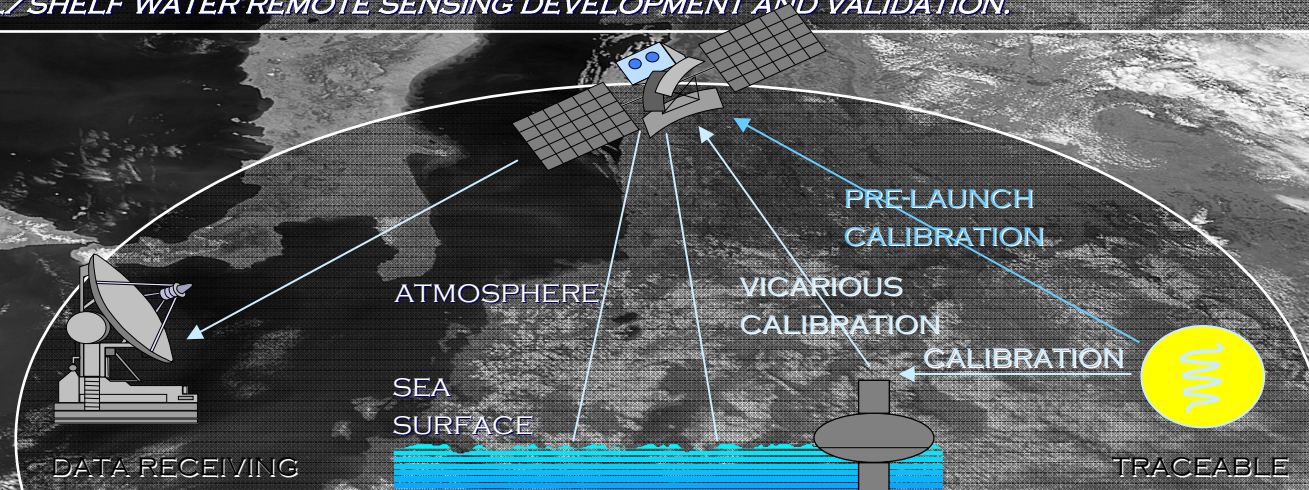 SHELF WATER REMOTE SENSING DEVELOPMENT AND VALIDATION.
PRE-LAUNCH
CALIBRATION
VICARIOUS
CALIBRATION
ATMOSPHERE
CALIBRATION
SEA
SURFACE
DATA RECEIVING
TRACEABLE